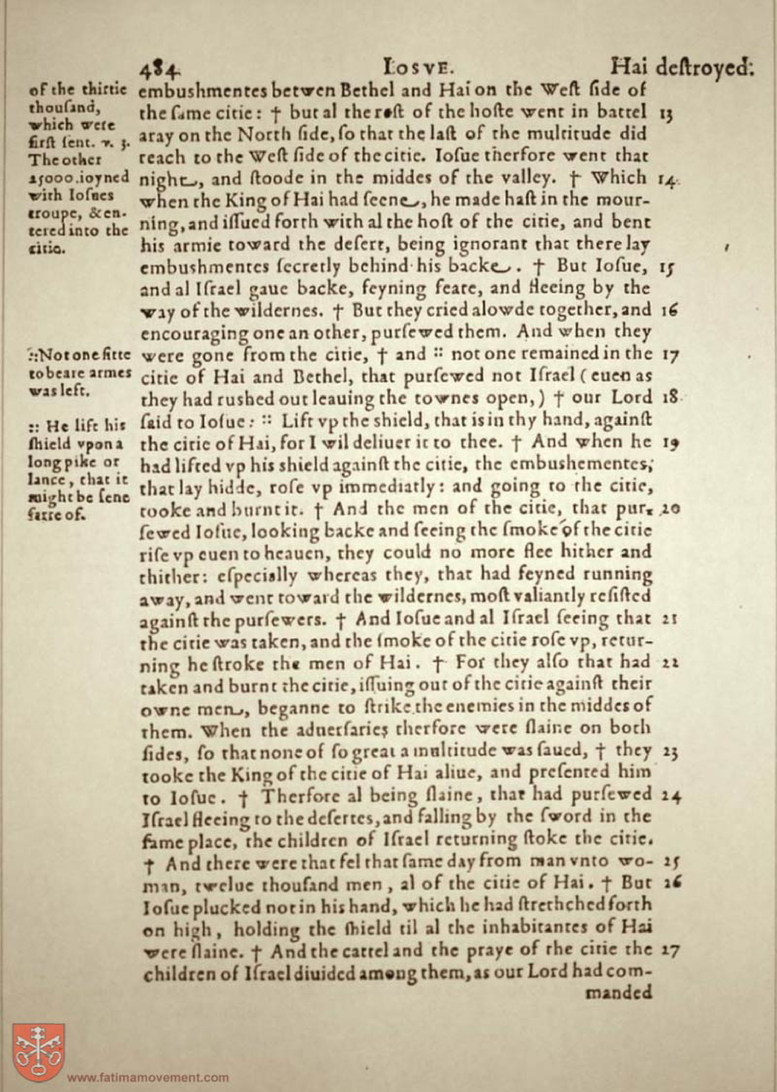 484 Iosve. Hai deſtroyed:
of the thirtie
thouſand,
which were
firſt ſent. v. 3.
The other
25000. ioyned
with Ioſues
troupe, & en-
tered into the
citie.
::Not one fitte
to beare armes
was left.
:: He lift his
ſhield vpon a
long pike or
lance, that it
might be ſene
farre of.
embushmentes betwen Bethel and Hai on the Weſt ſide of
the ſame citie: † but al the reſt of the hoſte went in battel 13
aray on the North ſide, ſo that the laſt of the multitude did
reach to the Weſt ſide of the citie. Ioſue therfore went that
night, and ſtoode in the middes of the valley. † Which 14
when the King of Hai had ſeene, he made haſt in the mour-
ning, and iſſued forth with al the hoſt of the citie, and bent
his armie toward the deſert, being ignorant that there lay
embushmentes ſecretly behind his backe. † But Ioſue, 15
and al Iſrael gaue backe, feyning feare, and fleeing by the
way of the wildernes. † But they cried alowde together, and 16
encouraging one an other, purſewed them. And when they
were gone from the citie, † and :: not one remained in the 17
citie of Hai and Bethel, that purſewed not Iſrael (euen as
they had rushed out leauing the townes open,) † our Lord 18
ſaid to Ioſue: :: Lift vp the shield, that is in thy hand, againſt
the citie of Hai, for I wil deliuer it to thee. † And when he 19
had lifted vp his shield againſt the citie, the embushementes,
that lay hidde, roſe vp immediatly: and going to the citie,
tooke and burnt it. † And the men of the citie, that pur- 20
ſewed Ioſue, looking backe and ſeeing the ſmoke of the citie
riſe vp euen to heauen, they could no more flee hither and
thither: eſpecially whereas they, that had feyned running
away, and went toward the wildernes, moſt valiantly reſiſted
againſt the purſewers. † And Ioſue and al Iſrael ſeeing that 21
the citie was taken, and the ſmoke of the citie roſe vp, retur-
ning he ſtroke the men of Hai. † For they alſo that had 22
taken and burnt the citie, iſſuing out of the citie againſt their
owne men, beganne to ſtrike the enemies in the middes of
them. When the aduerſaries therfore were ſlaine on both
ſides, ſo that none of ſo great a multitude was ſaued, † they 23
tooke the King of the citie of Hai aliue, and preſented him
to Ioſue. † Therfore al being ſlaine, that had purſewed 24
Iſrael fleeing to the deſertes, and falling by the ſword in the
ſame place, the children of Iſrael returning ſtoke the citie.
† And there were that fel that ſame day from man vnto wo- 25
man, twelue thouſand men, al of the citie of Hai. † But 26
Ioſue plucked not in his hand, which he had ſtrethched forth
on high, holding the shield til al the inhabitantes of Hai
were ſlaine. † And the cattel and the praye of the citie the 27
children of Iſrael diuided among them, as our Lord had com-
manded
www.fatimamovement.com